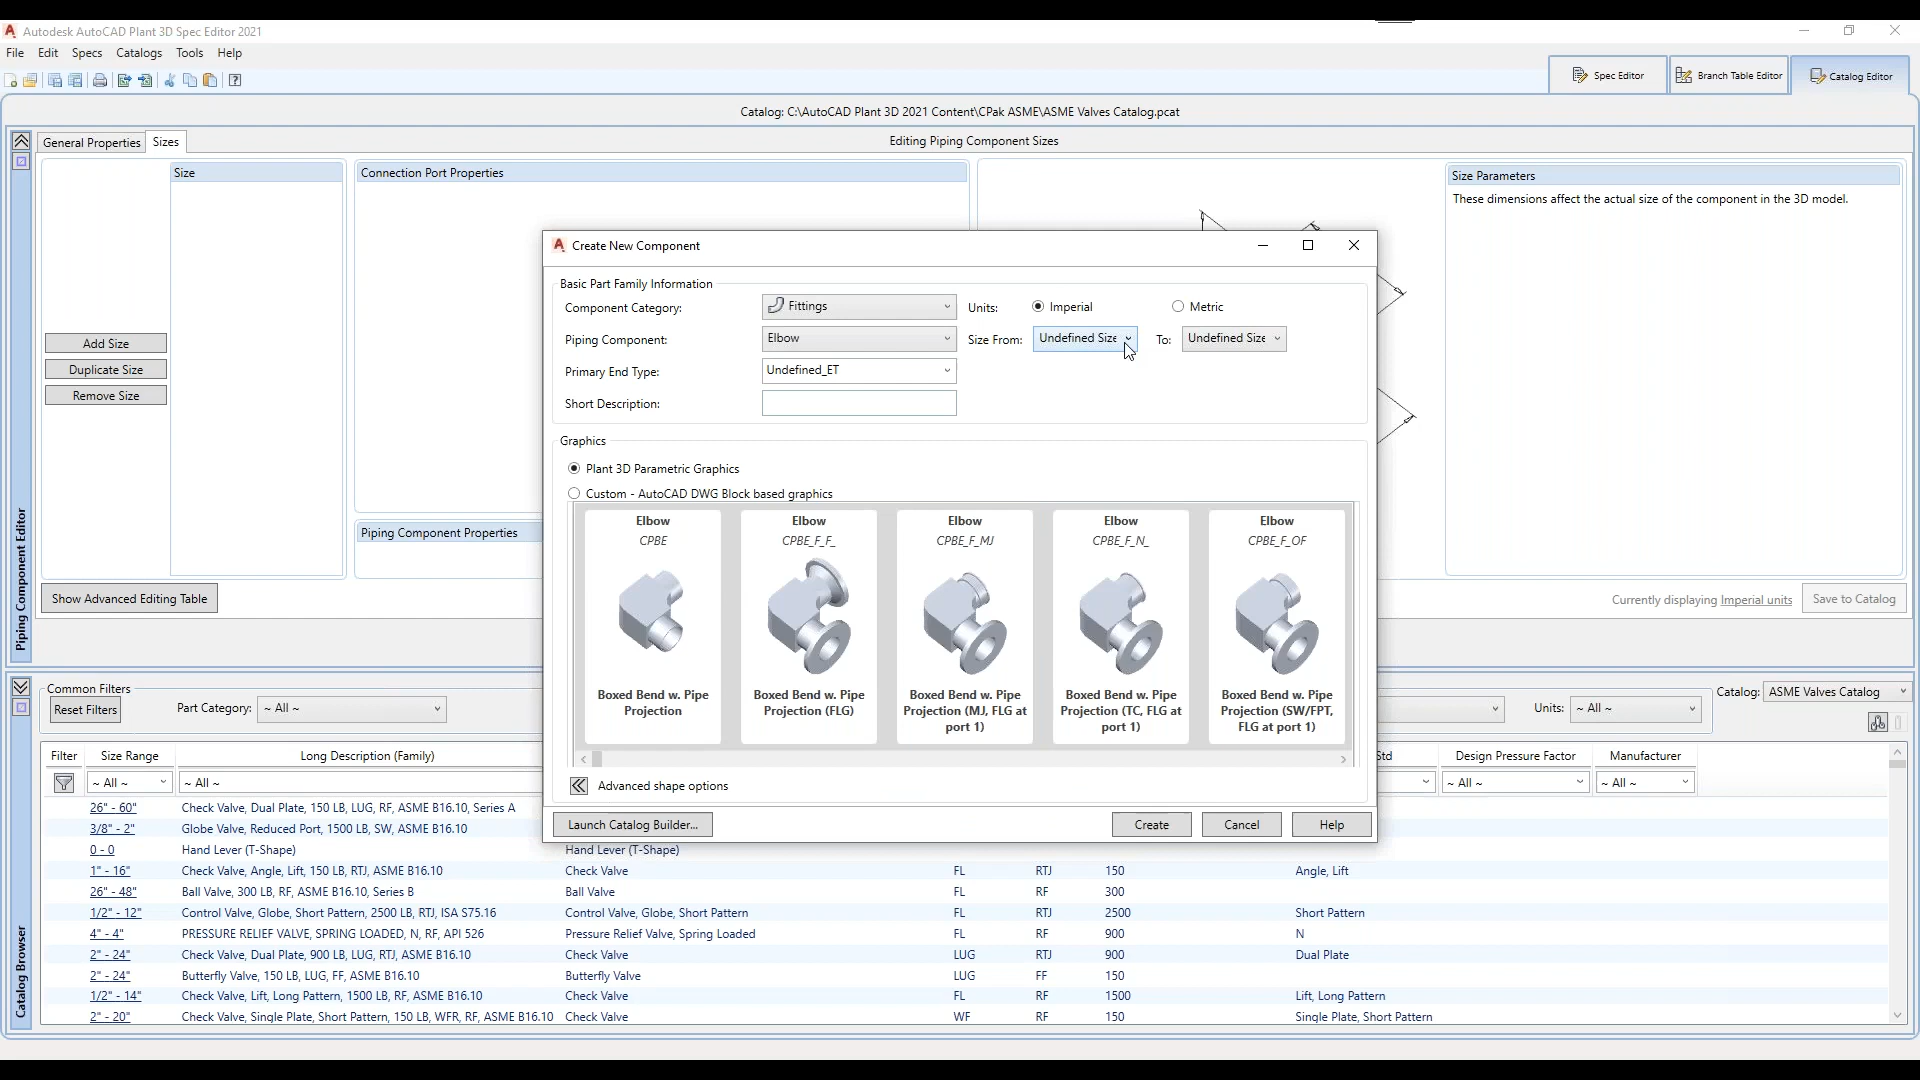 Autodesk AutoCAD Plant 3D Spec Editor 2021
File Edit Specs Catalogs Tools Help
Spec Editor Branch Table Editor Catalog Editor
Catalog: C:\AutoCAD Plant 3D 2021 Content\CPak ASME\ASME Valves Catalog.pcat
General Properties Sizes Editing Piping Component Sizes
Size Connection Port Properties Size Parameters
These dimensions affect the actual size of the component in the 3D model.
Add Size
Duplicate Size
Remove Size
Piping Component Properties
Show Advanced Editing Table
Currently displaying Imperial units Save to Catalog
Piping Component Editor
Create New Component
Basic Part Family Information
Component Category: Fittings Units: Imperial Metric
Piping Component: Elbow Size From: Undefined Size To: Undefined Size
Primary End Type: Undefined_ET
Short Description:
Graphics
Plant 3D Parametric Graphics
Custom - AutoCAD DWG Block based graphics
Elbow Elbow Elbow Elbow Elbow
CPBE CPBE_F_F_ CPBE_F_MJ CPBE_F_N_ CPBE_F_OF
Boxed Bend w. Pipe Boxed Bend w. Pipe Boxed Bend w. Pipe Boxed Bend w. Pipe Boxed Bend w. Pipe
Projection Projection (FLG) Projection (MJ, FLG at Projection (TC, FLG at Projection (SW/FPT,
port 1) port 1) FLG at port 1)
Advanced shape options
Launch Catalog Builder... Create Cancel Help
Common Filters
Reset Filters Part Category: ~ All ~ Units: ~ All ~ Catalog: ASME Valves Catalog
Filter Size Range Long Description (Family) Std Design Pressure Factor Manufacturer
~ All ~ ~ All ~ ~ All ~ ~ All ~
26" - 60" Check Valve, Dual Plate, 150 LB, LUG, RF, ASME B16.10, Series A
3/8" - 2" Globe Valve, Reduced Port, 1500 LB, SW, ASME B16.10
0 - 0 Hand Lever (T-Shape) Hand Lever (T-Shape)
1" - 16" Check Valve, Angle, Lift, 150 LB, RTJ, ASME B16.10 Check Valve FL RTJ 150 Angle, Lift
26" - 48" Ball Valve, 300 LB, RF, ASME B16.10, Series B Ball Valve FL RF 300
1/2" - 12" Control Valve, Globe, Short Pattern, 2500 LB, RTJ, ISA S75.16 Control Valve, Globe, Short Pattern FL RTJ 2500 Short Pattern
4" - 4" PRESSURE RELIEF VALVE, SPRING LOADED, N, RF, API 526 Pressure Relief Valve, Spring Loaded FL RF 900 N
2" - 24" Check Valve, Dual Plate, 900 LB, LUG, RTJ, ASME B16.10 Check Valve LUG RTJ 900 Dual Plate
2" - 24" Butterfly Valve, 150 LB, LUG, FF, ASME B16.10 Butterfly Valve LUG FF 150
1/2" - 14" Check Valve, Lift, Long Pattern, 1500 LB, RF, ASME B16.10 Check Valve FL RF 1500 Lift, Long Pattern
2" - 20" Check Valve, Single Plate, Short Pattern, 150 LB, WFR, RF, ASME B16.10 Check Valve WF RF 150 Single Plate, Short Pattern
Catalog Browser